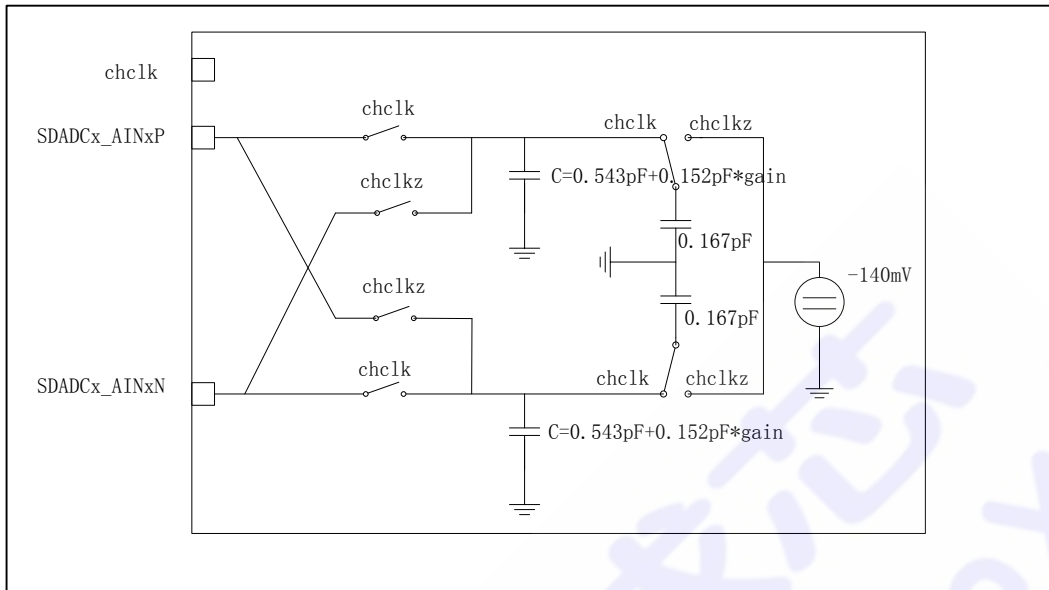 chclk
SDADCx_AINxP
chclk
chclk
chclkz
C=0.543pF+0.152pF*gain
chclkz
0.167pF
chclkz
-140mV
0.167pF
SDADCx_AINxN
chclk
chclk
chclkz
C=0.543pF+0.152pF*gain